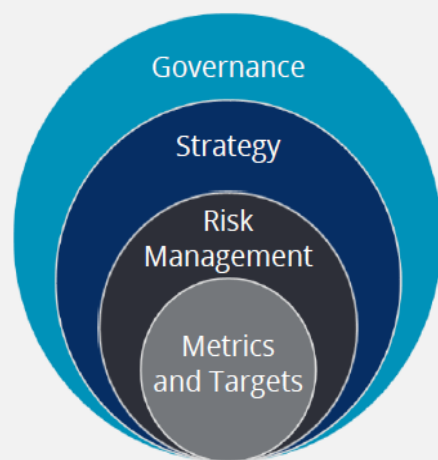 Governance
Strategy
Risk
Management
Metrics
and Targets